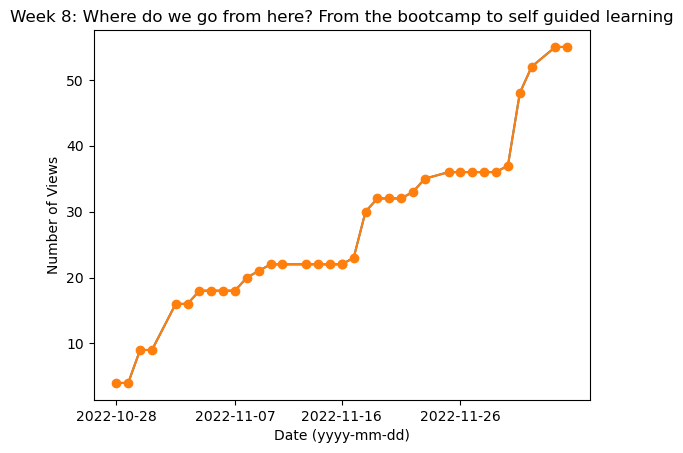 Week 8: Where do we go from here? From the bootcamp to self guided learning
50
40
30
20
10
Number of Views
2022-10-28 2022-11-07 2022-11-16 2022-11-26
Date (yyyy-mm-dd)